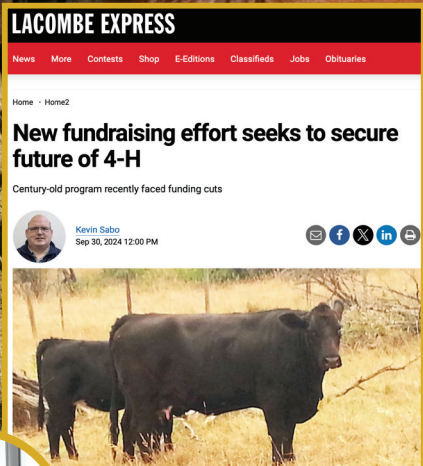 LACOMBE EXPRESS
News More Contests Shop E-Editions Classifieds Jobs Obituaries
Home · Home2
New fundraising effort seeks to secure
future of 4-H
Century-old program recently faced funding cuts
Kevin Sabo
Sep 30, 2024 12:00 PM